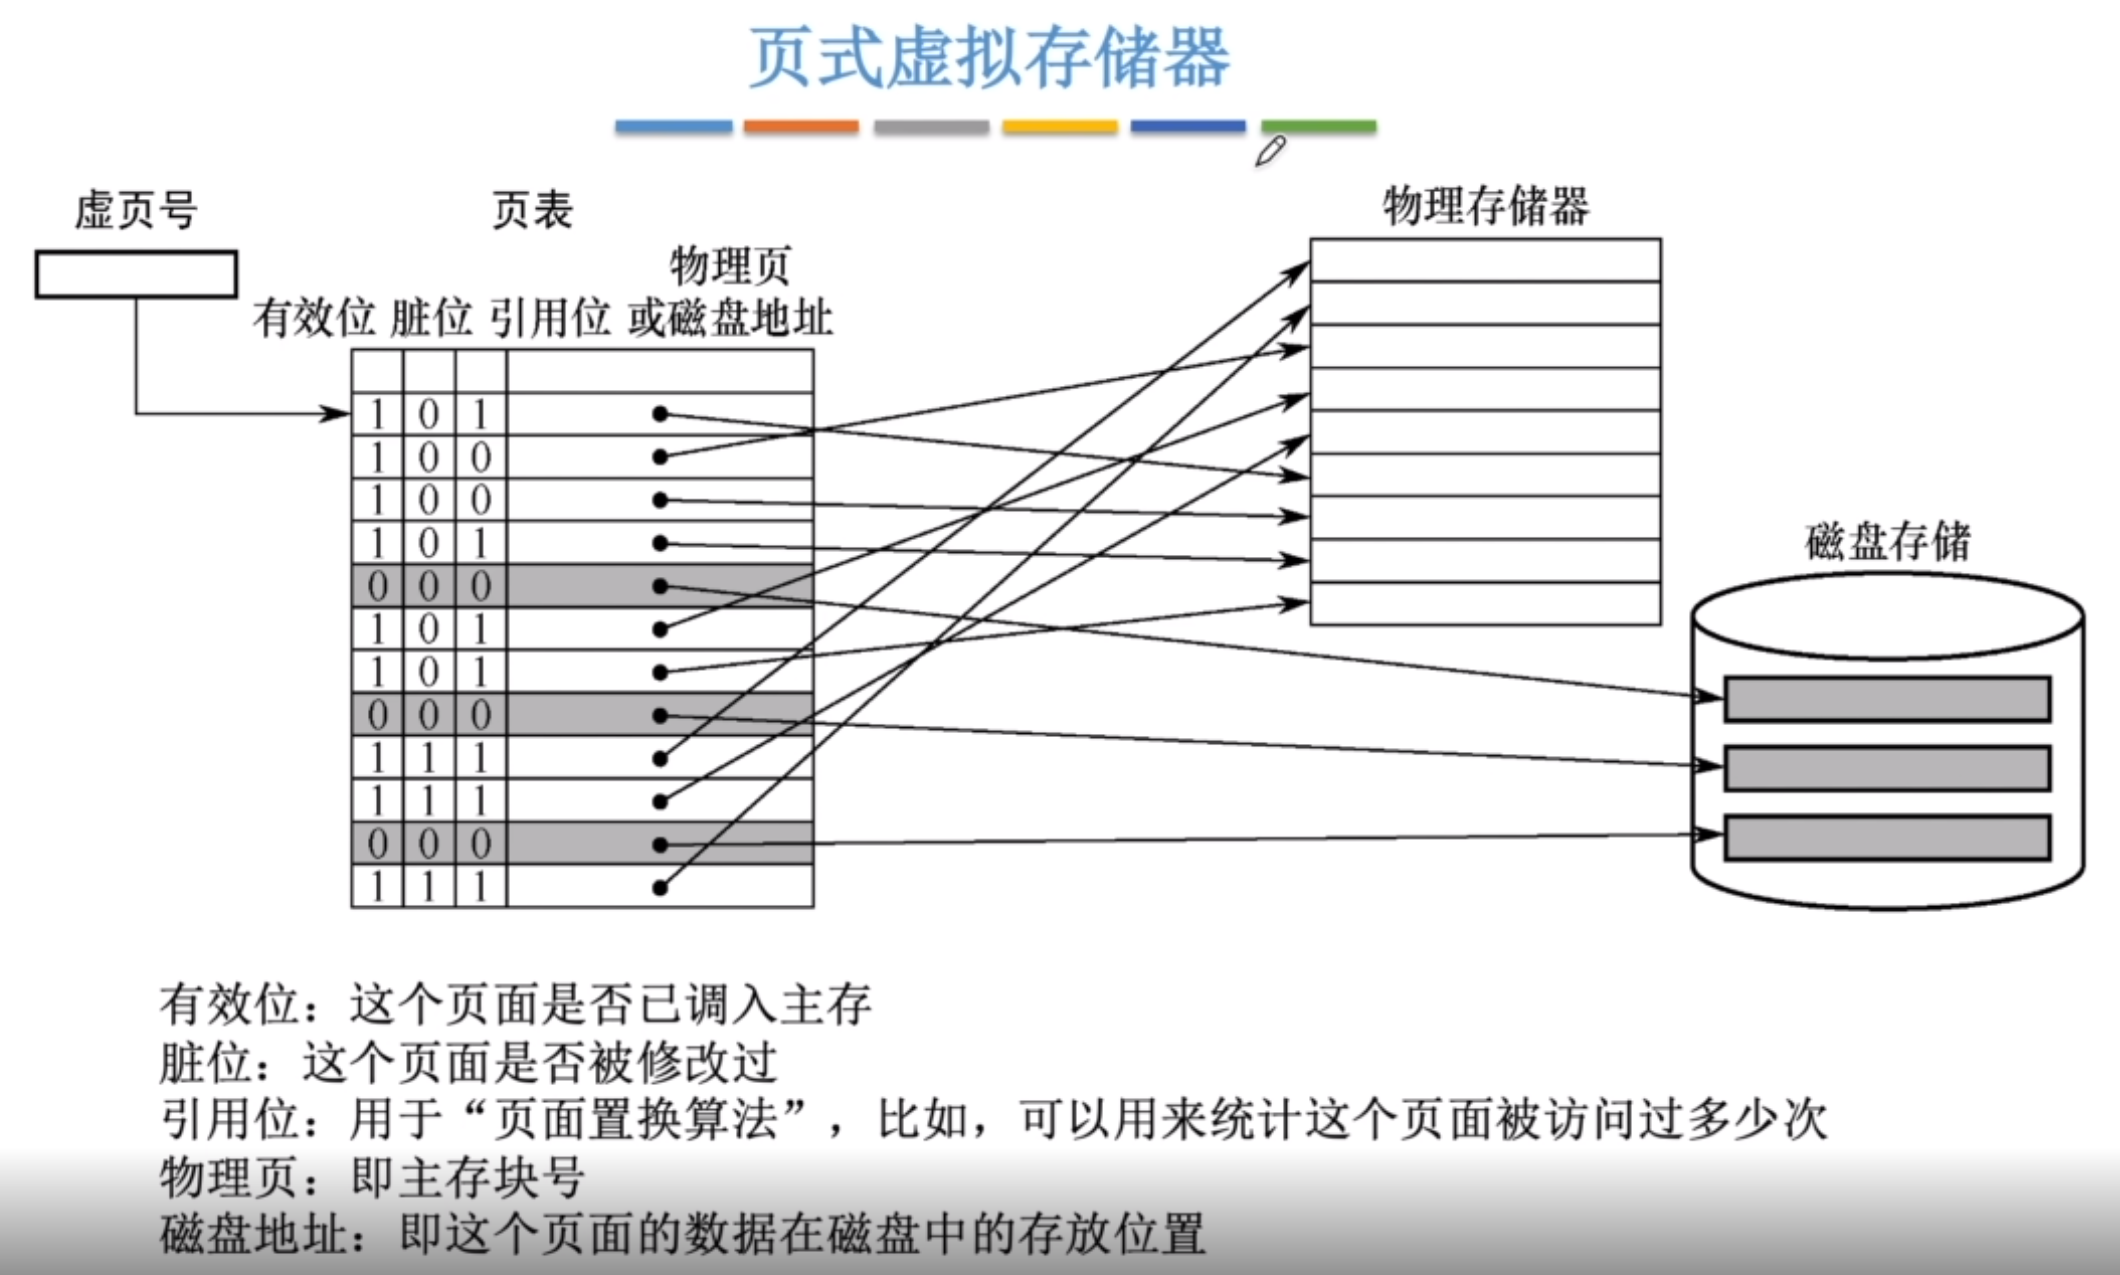 页式虚拟存储器
虚页号
页表
物理存储器
物理页
有效位 脏位 引用位 或磁盘地址
1 0 1
1 0 0
1 0 0
1 0 1
0 0 0
1 0 1
1 0 1
0 0 0
1 1 1
1 1 1
0 0 0
1 1 1
磁盘存储
有效位：这个页面是否已调入主存
脏位：这个页面是否被修改过
引用位：用于“页面置换算法”，比如，可以用来统计这个页面被访问过多少次
物理页：即主存块号
磁盘地址：即这个页面的数据在磁盘中的存放位置